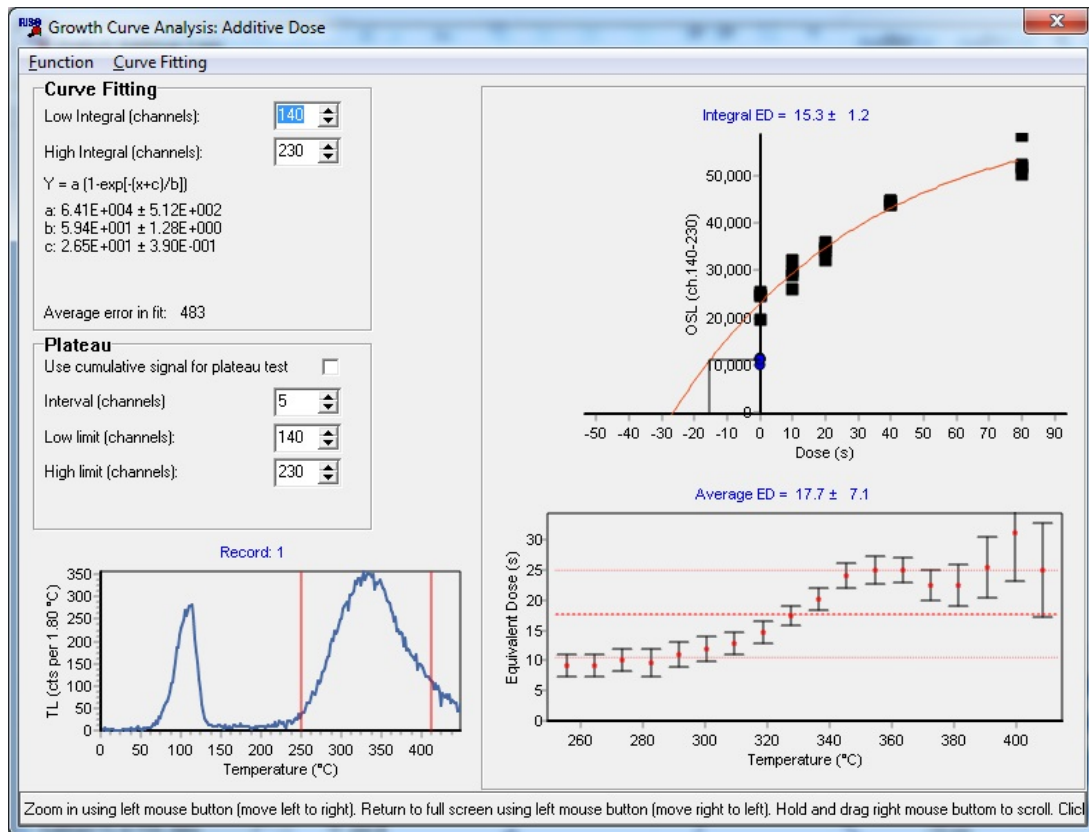 RISØ Growth Curve Analysis: Additive Dose
Function Curve Fitting
Curve Fitting
Low Integral (channels): 140
High Integral (channels): 230
Y = a (1-exp[-(x+c)/b])
a: 6.41E+004 ± 5.12E+002
b: 5.94E+001 ± 1.28E+000
c: 2.65E+001 ± 3.90E-001
Average error in fit: 483
Plateau
Use cumulative signal for plateau test
Interval (channels) 5
Low limit (channels): 140
High limit (channels): 230
Record: 1
TL (cts per 1.80 °C)
350
300
250
200
150
100
50
0
0 50 100 150 200 250 300 350 400
Temperature (°C)
Integral ED = 15.3 ± 1.2
OSL (ch.140-230)
50,000
40,000
30,000
20,000
10,000
0
-50 -40 -30 -20 -10 0 10 20 30 40 50 60 70 80 90
Dose (s)
Average ED = 17.7 ± 7.1
Equivalent Dose (s)
30
25
20
15
10
5
0
260 280 300 320 340 360 380 400
Temperature (°C)
Zoom in using left mouse button (move left to right). Return to full screen using left mouse button (move right to left). Hold and drag right mouse buttom to scroll. Clic